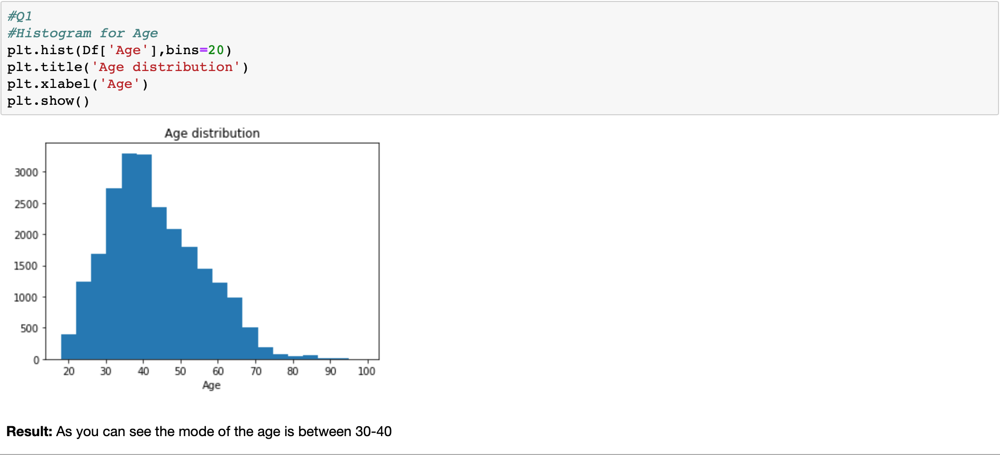 #Q1
#Histogram for Age
plt.hist(Df['Age'],bins=20)
plt.title('Age distribution')
plt.xlabel('Age')
plt.show()
Age distribution
3000
2500
2000
1500
1000
500
0
20 30 40 50 60 70 80 90 100
Age
Result: As you can see the mode of the age is between 30-40